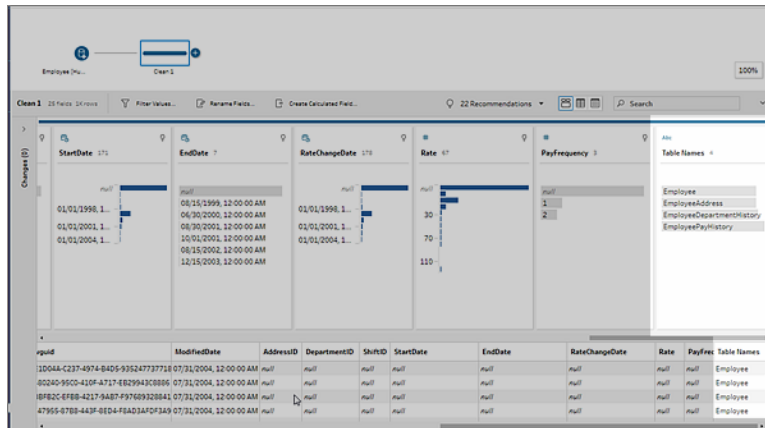 Employee (Hu...
Clean 1
100%
Clean 1 25 fields 1K rows Filter Values... Rename Fields... Create Calculated Field... 22 Recommendations Search
Changes (0)
StartDate 171
null
01/01/1998, 1...
01/01/2001, 1...
01/01/2004, 1...
EndDate 7
null
08/15/1999, 12:00:00 AM
06/30/2000, 12:00:00 AM
08/30/2001, 12:00:00 AM
10/01/2001, 12:00:00 AM
08/15/2002, 12:00:00 AM
12/15/2003, 12:00:00 AM
RateChangeDate 178
null
01/01/1998, 1...
01/01/2001, 1...
01/01/2004, 1...
Rate 67
null
30
70
110
PayFrequency 3
null
1
2
Abc
Table Names 4
Employee
EmployeeAddress
EmployeeDepartmentHistory
EmployeePayHistory
ModifiedDate AddressID DepartmentID ShiftID StartDate EndDate RateChangeDate Rate PayFrec Table Names
07/31/2004, 12:00:00 AM null null null null null null null null Employee
07/31/2004, 12:00:00 AM null null null null null null null null Employee
07/31/2004, 12:00:00 AM null null null null null null null null Employee
07/31/2004, 12:00:00 AM null null null null null null null null Employee